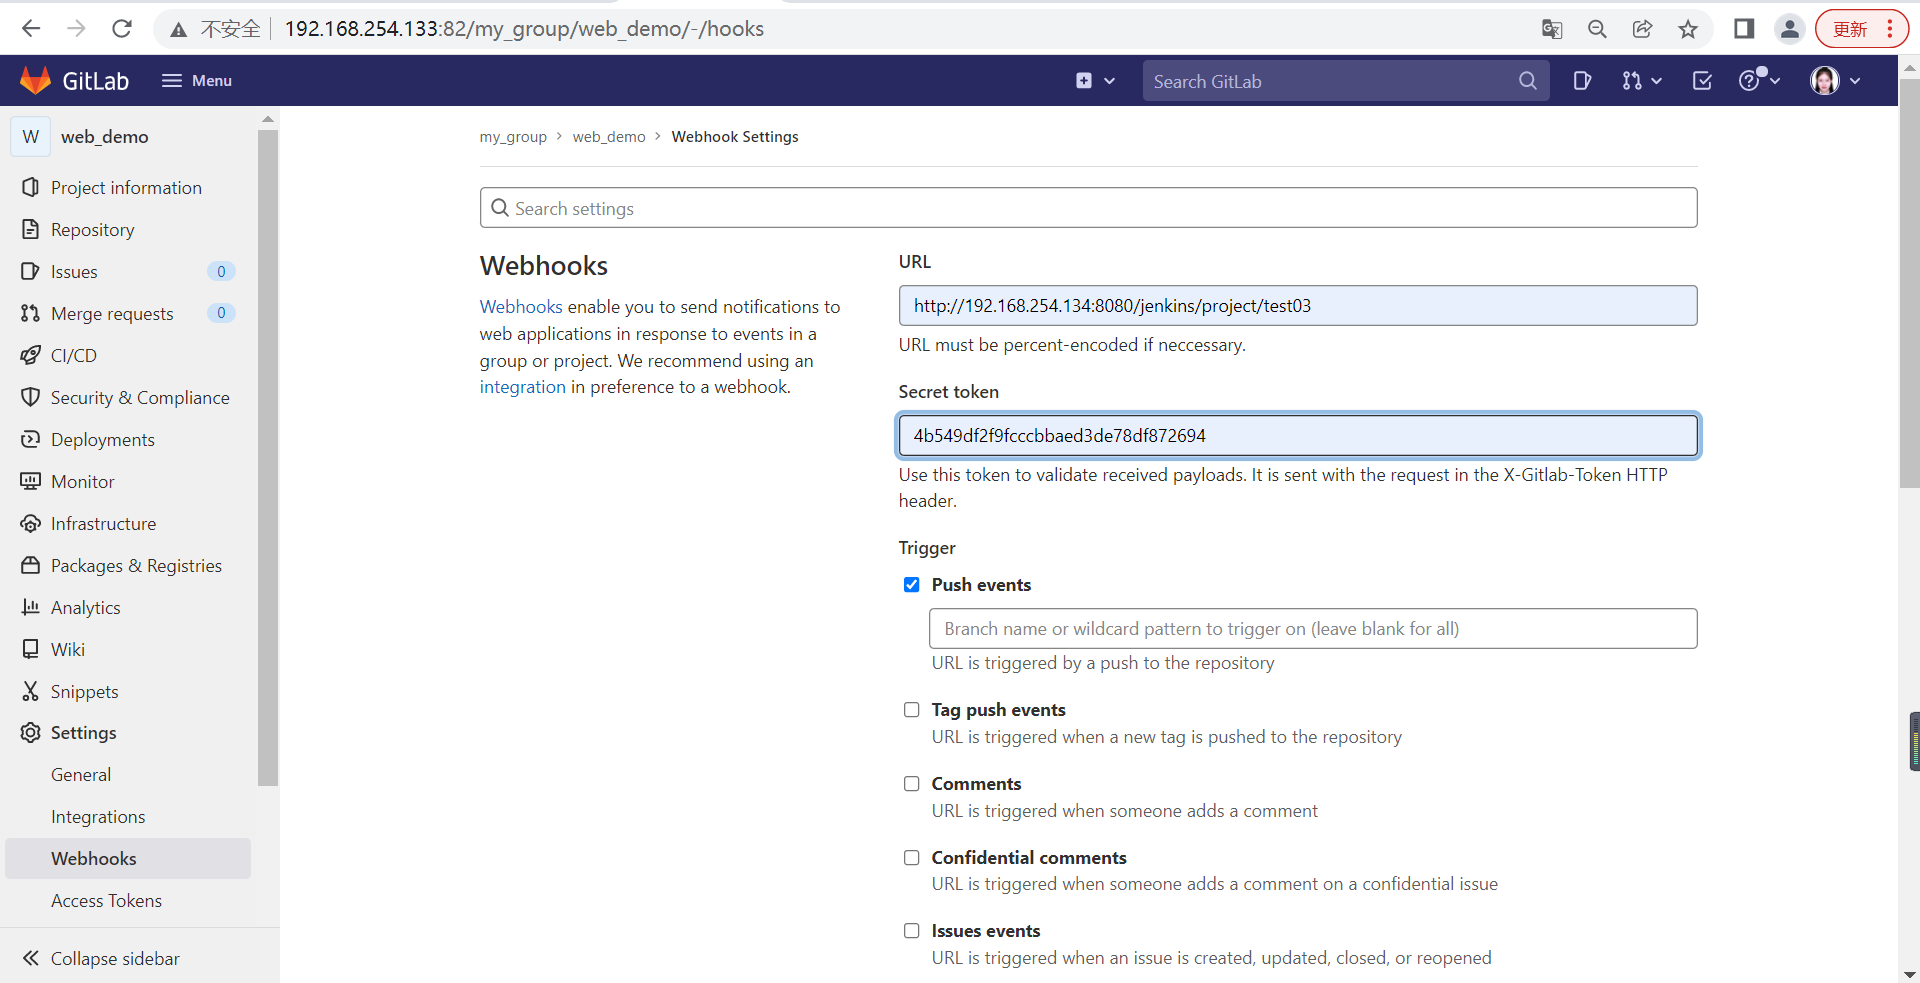 不安全 192.168.254.133:82/my_group/web_demo/-/hooks
更新
GitLab
Menu
Search GitLab
W web_demo
Project information
Repository
Issues 0
Merge requests 0
CI/CD
Security & Compliance
Deployments
Monitor
Infrastructure
Packages & Registries
Analytics
Wiki
Snippets
Settings
General
Integrations
Webhooks
Access Tokens
Collapse sidebar
my_group > web_demo > Webhook Settings
Search settings
Webhooks
Webhooks enable you to send notifications to
web applications in response to events in a
group or project. We recommend using an
integration in preference to a webhook.
URL
http://192.168.254.134:8080/jenkins/project/test03
URL must be percent-encoded if neccessary.
Secret token
4b549df2f9fcccbbaed3de78df872694
Use this token to validate received payloads. It is sent with the request in the X-Gitlab-Token HTTP
header.
Trigger
Push events
Branch name or wildcard pattern to trigger on (leave blank for all)
URL is triggered by a push to the repository
Tag push events
URL is triggered when a new tag is pushed to the repository
Comments
URL is triggered when someone adds a comment
Confidential comments
URL is triggered when someone adds a comment on a confidential issue
Issues events
URL is triggered when an issue is created, updated, closed, or reopened